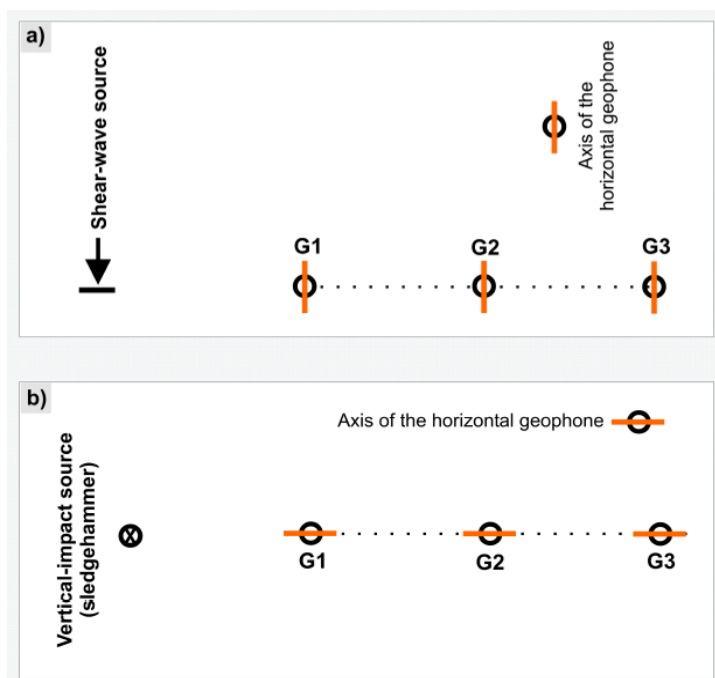 a)
Shear-wave source
Axis of the
horizontal geophone
G1
G2
G3
b)
Axis of the horizontal geophone
Vertical-impact source
(sledgehammer)
G1
G2
G3